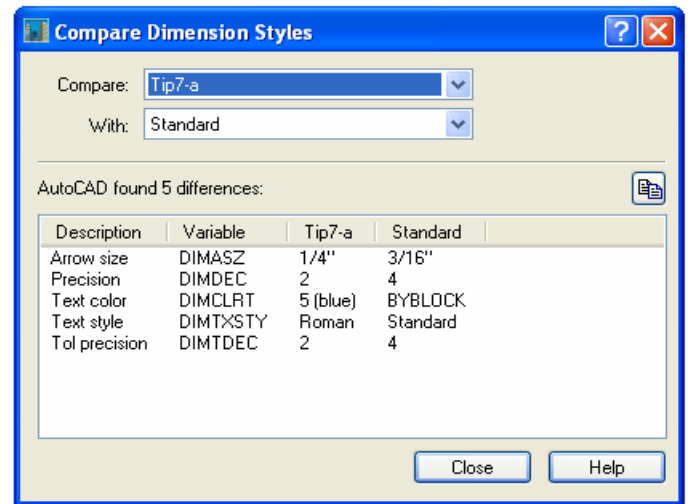 Compare Dimension Styles
Compare: Tip7-a
With: Standard
AutoCAD found 5 differences:
Description Variable Tip7-a Standard
Arrow size DIMASZ 1/4" 3/16"
Precision DIMDEC 2 4
Text color DIMCLRT 5 (blue) BYBLOCK
Text style DIMTXSTY Roman Standard
Tol precision DIMTDEC 2 4
Close Help